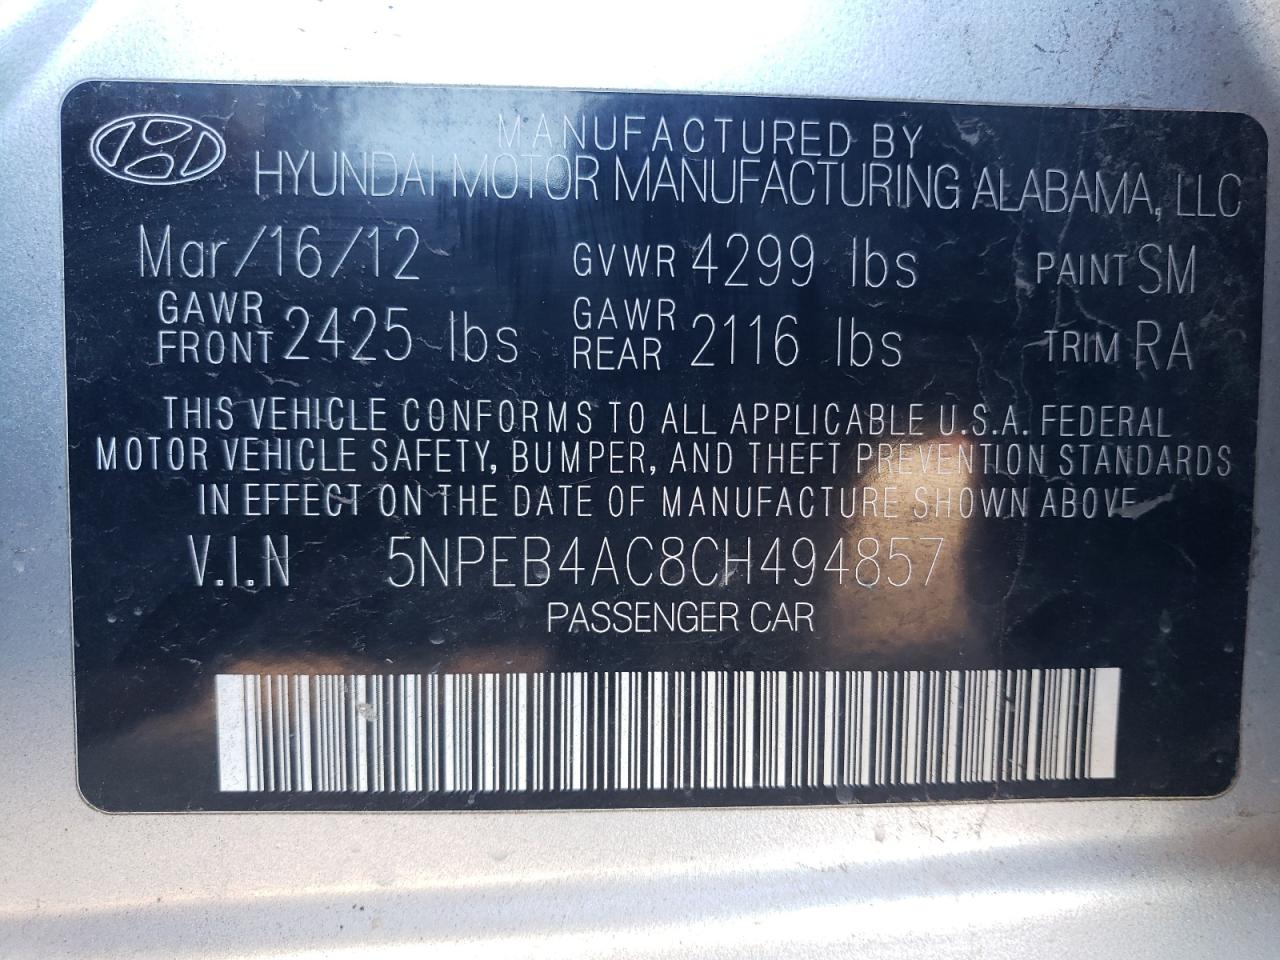 MANUFACTURED BY
HYUNDAI MOTOR MANUFACTURING ALABAMA, LLC
Mar/16/12 GVWR 4299 lbs PAINT SM
GAWR FRONT 2425 lbs GAWR REAR 2116 lbs TRIM RA
THIS VEHICLE CONFORMS TO ALL APPLICABLE U.S.A. FEDERAL
MOTOR VEHICLE SAFETY, BUMPER, AND THEFT PREVENTION STANDARDS
IN EFFECT ON THE DATE OF MANUFACTURE SHOWN ABOVE.
V.I.N 5NPEB4AC8CH494857
PASSENGER CAR